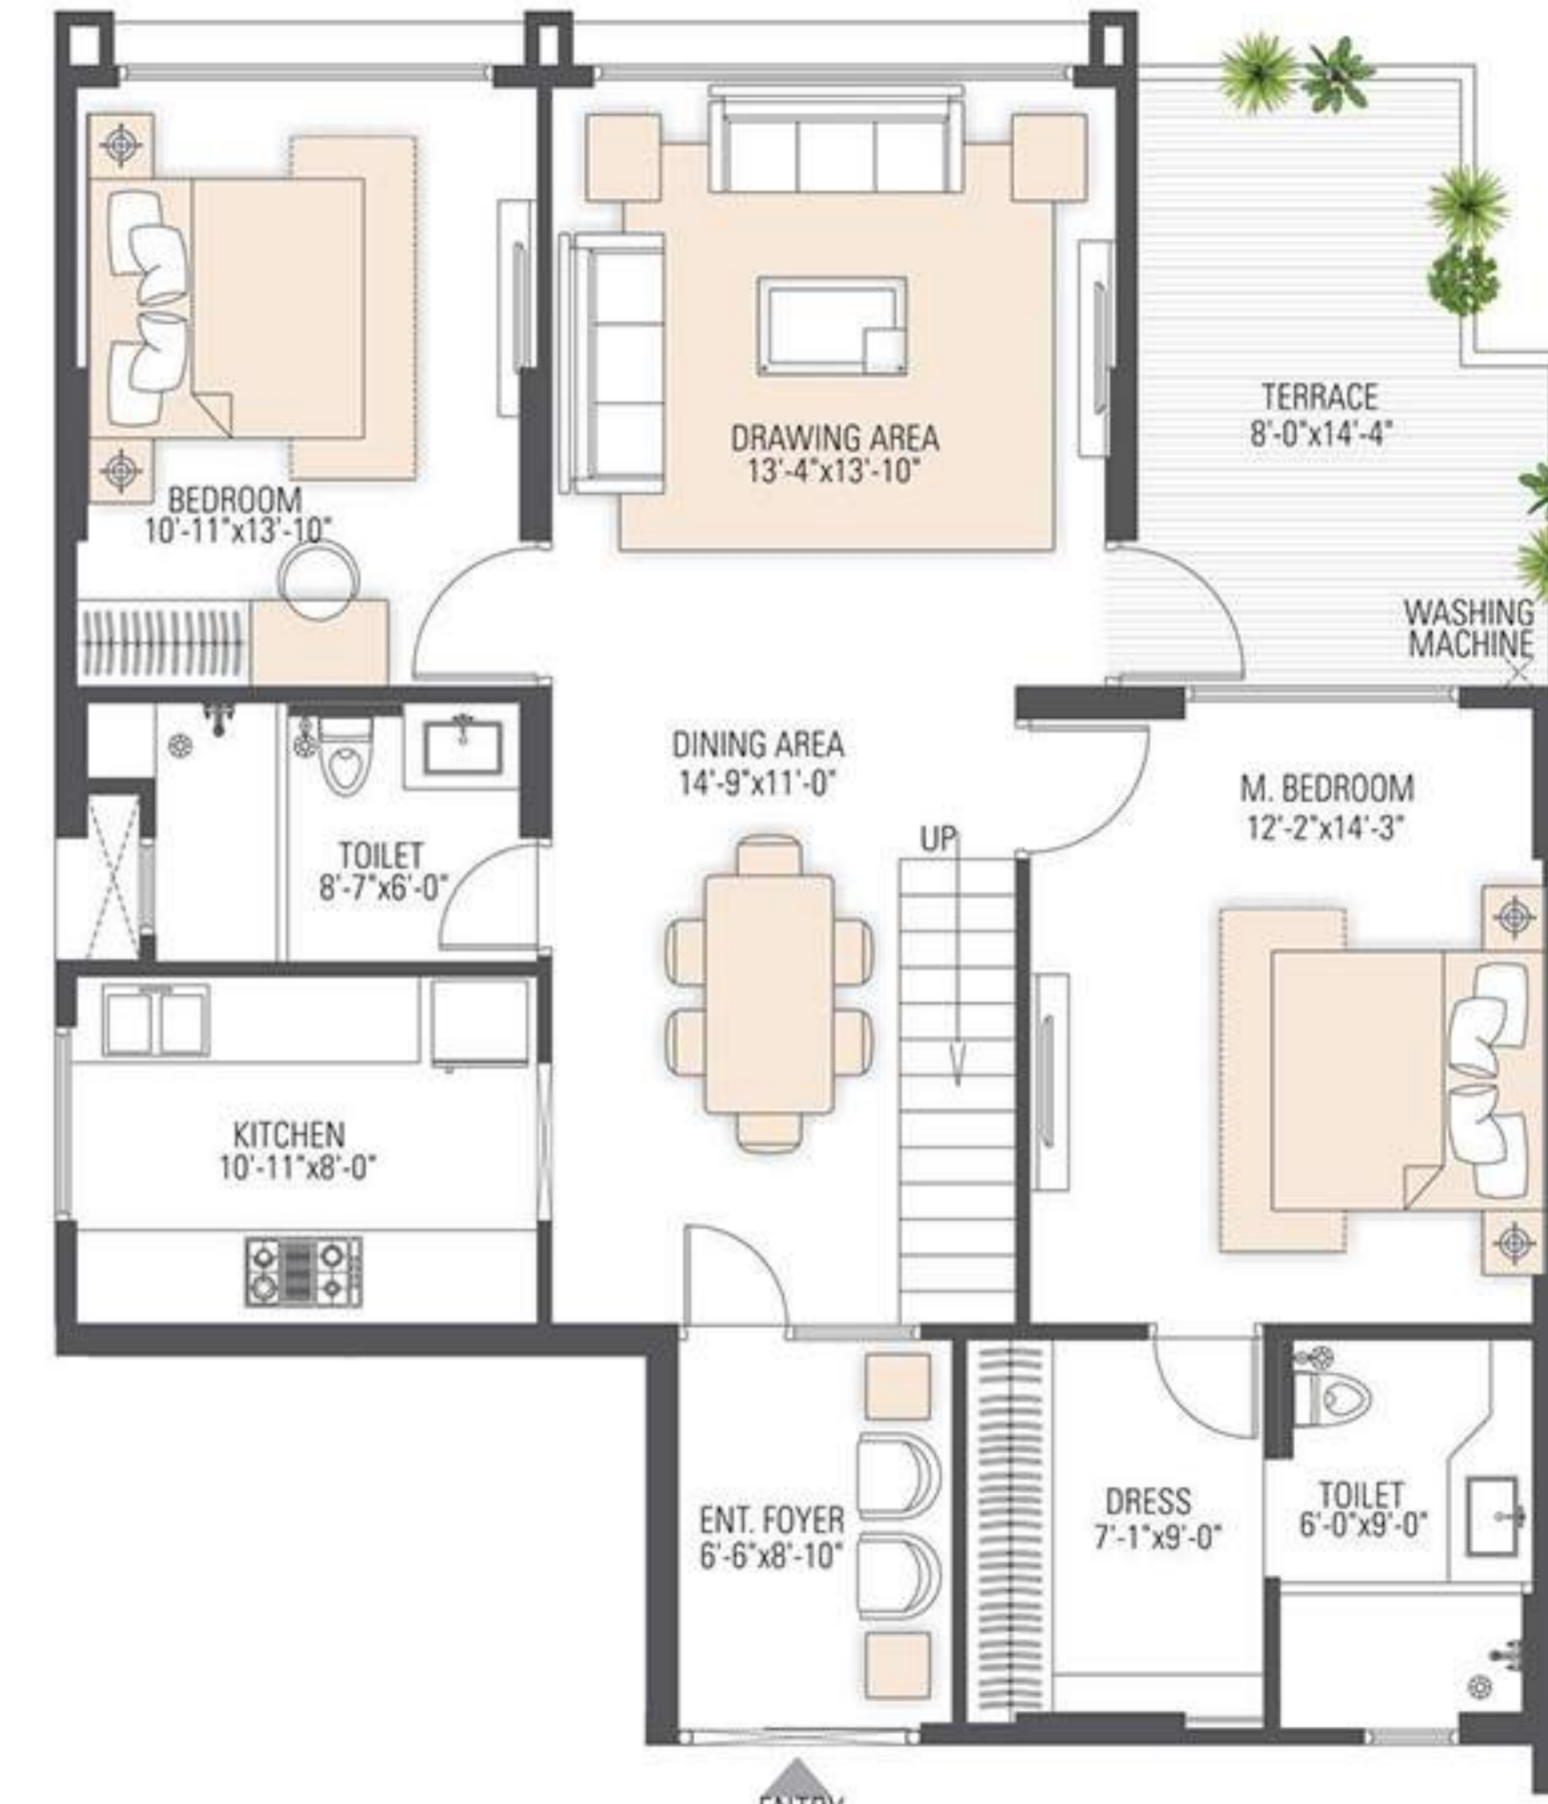 TERRACE
8'-0"x14'-4"
DRAWING AREA
13'-4"x13'-10"
BEDROOM
10'-11"x13'-10"
WASHING
MACHINE
DINING AREA
14'-9"x11'-0"
M. BEDROOM
12'-2"x14'-3"
UP
TOILET
8'-7"x6'-0"
KITCHEN
10'-11"x8'-0"
ENT. FOYER
6'-6"x8'-10"
DRESS
7'-1"x9'-0"
TOILET
6'-0"x9'-0"
ENTRY